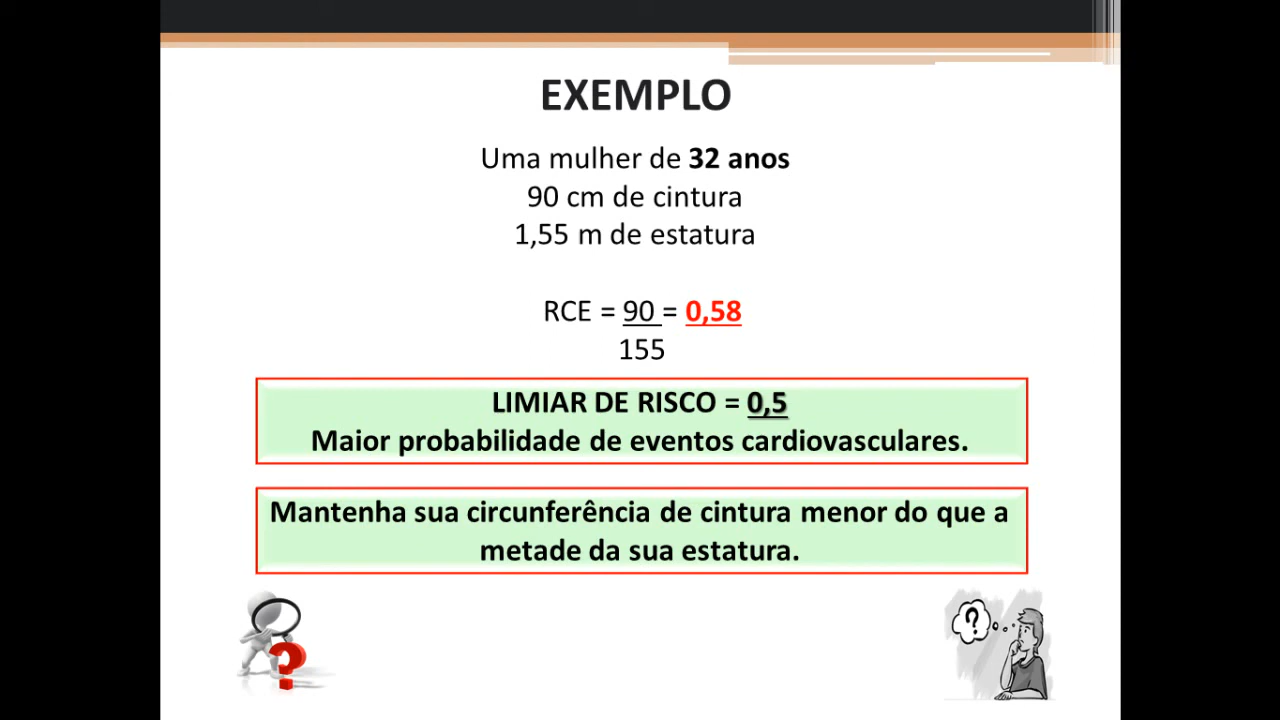 EXEMPLO
Uma mulher de 32 anos
90 cm de cintura
1,55 m de estatura
RCE = 90 = 0,58
155
LIMIAR DE RISCO = 0,5
Maior probabilidade de eventos cardiovasculares.
Mantenha sua circunferência de cintura menor do que a
metade da sua estatura.
?
?